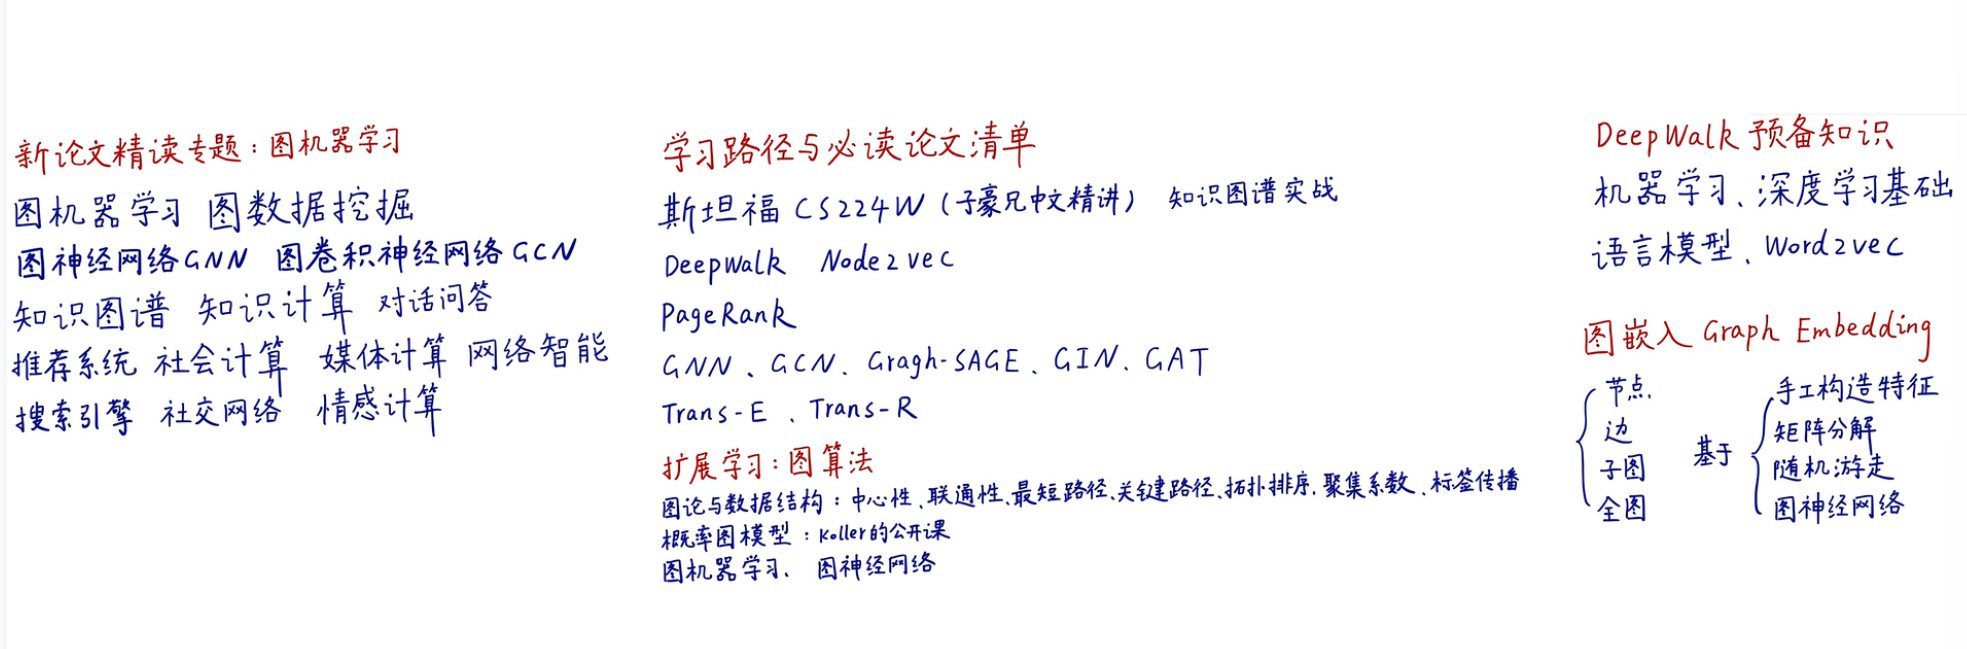 新论文精读专题：图机器学习
图机器学习 图数据挖掘
图神经网络GNN 图卷积神经网络GCN
知识图谱 知识计算 对话问答
推荐系统 社会计算 媒体计算 网络智能
搜索引擎 社交网络 情感计算
学习路径与必读论文清单
斯坦福CS224W（子豪兄中文精讲） 知识图谱实战
DeepWalk Node2vec
PageRank
GNN、GCN、Gragh-SAGE、GIN、GAT
Trans-E、Trans-R
扩展学习：图算法
图论与数据结构：中心性、联通性、最短路径、关键路径、拓扑排序、聚集系数、标签传播
概率图模型：Koller的公开课
图机器学习、图神经网络
DeepWalk 预备知识
机器学习、深度学习基础
语言模型、Word2vec
图嵌入 Graph Embedding
节点
边
子图
全图
基于
手工构造特征
矩阵分解
随机游走
图神经网络